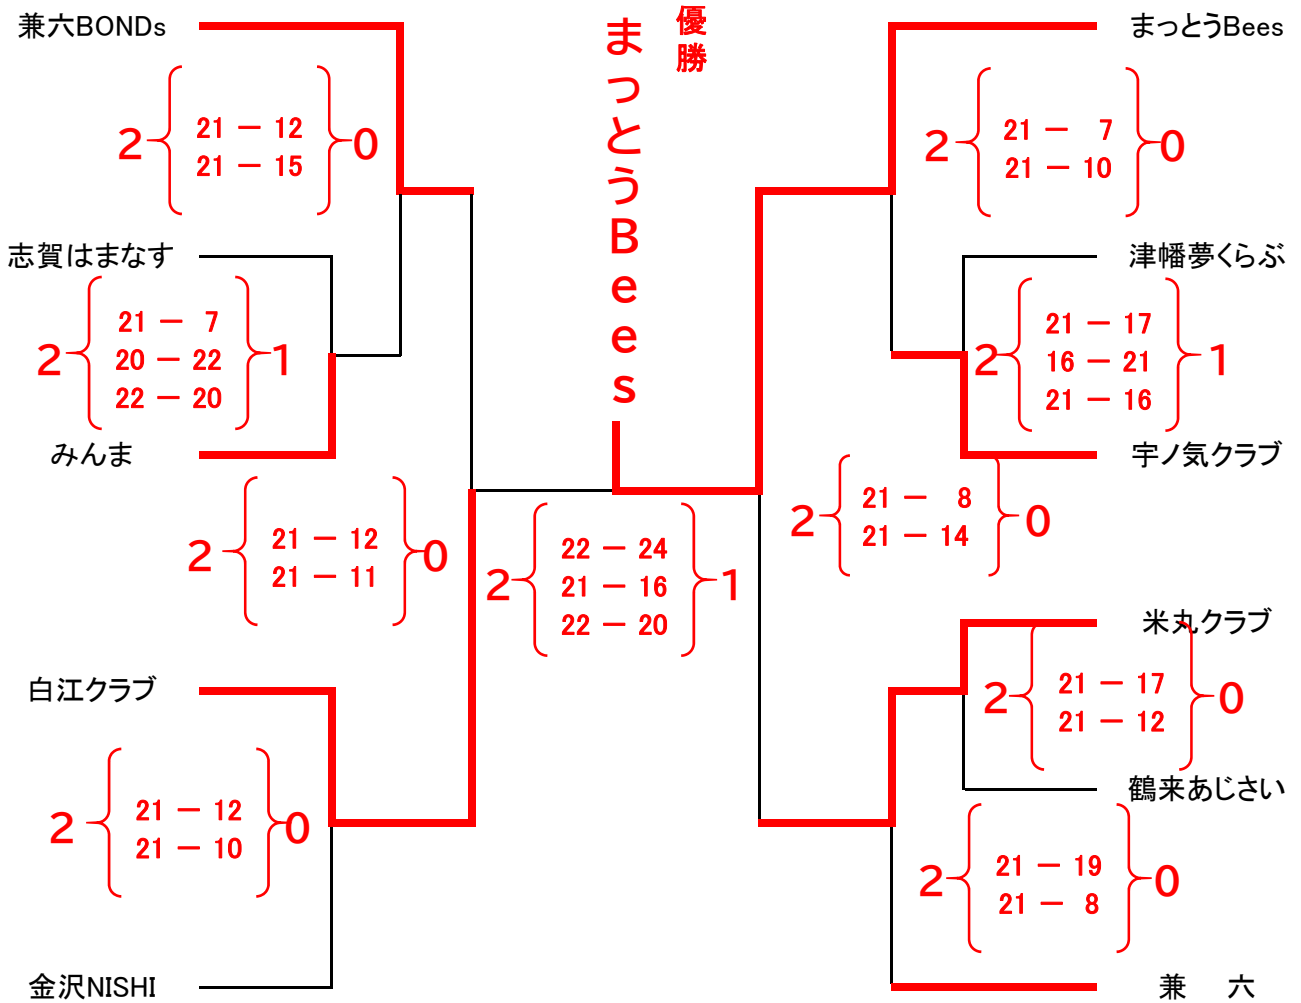 兼六BONDs
2 21 － 12 0
21 － 15
志賀はまなす
2 21 － 7 1
20 － 22
22 － 20
みんま
2 21 － 12 0
21 － 11
白江クラブ
2 21 － 12 0
21 － 10
金沢NISHI
優勝
まっとうBees
2 22 － 24 1
21 － 16
22 － 20
まっとうBees
2 21 － 7 0
21 － 10
津幡夢くらぶ
2 21 － 17 1
16 － 21
21 － 16
宇ノ気クラブ
2 21 － 8 0
21 － 14
米丸クラブ
2 21 － 17 0
21 － 12
鶴来あじさい
2 21 － 19 0
21 － 8
兼 六